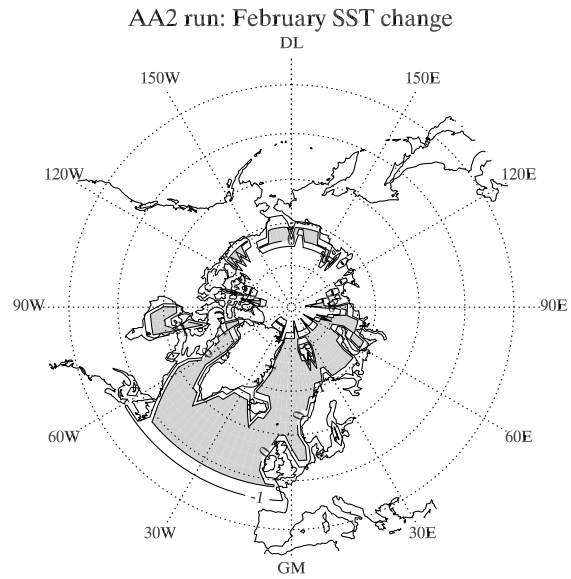 AA2 run: February SST change
DL
150W 150E
120W 120E
90W 90E
60W 60E
-1
30W 30E
GM